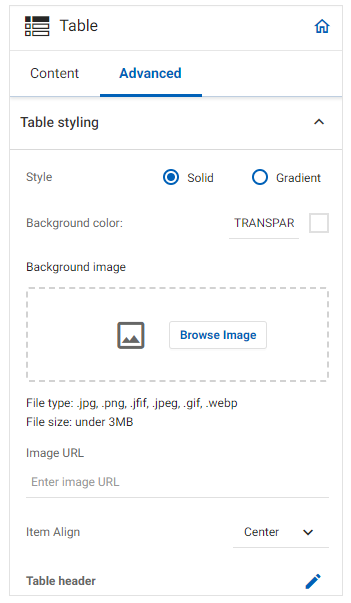 Table
Content Advanced
Table styling
Style Solid Gradient
Background color: TRANSPAR
Background image
Browse Image
File type: .jpg, .png, .jfif, .jpeg, .gif, .webp
File size: under 3MB
Image URL
Enter image URL
Item Align Center
Table header